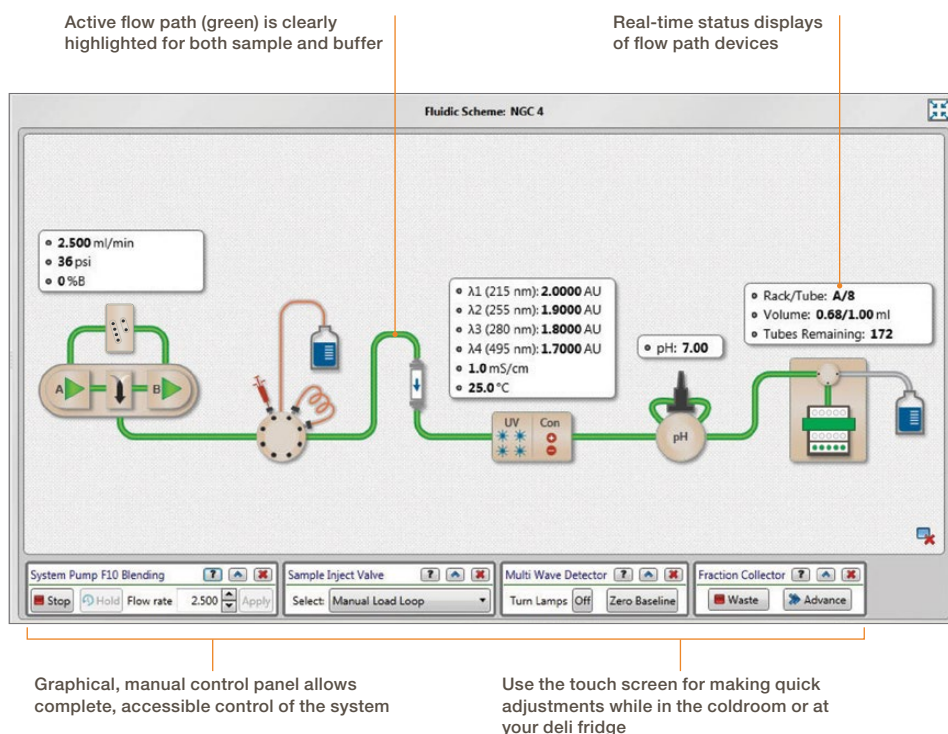 Active flow path (green) is clearly
highlighted for both sample and buffer
Real-time status displays
of flow path devices
Fluidic Scheme: NGC 4
2.500 ml/min
36 psi
0 %B
λ1 (215 nm): 2.0000 AU
λ2 (255 nm): 1.9000 AU
λ3 (280 nm): 1.8000 AU
λ4 (495 nm): 1.7000 AU
1.0 mS/cm
25.0 °C
pH: 7.00
Rack/Tube: A/8
Volume: 0.68/1.00 ml
Tubes Remaining: 172
A B
UV Con
pH
System Pump F10 Blending ?
Stop Hold Flow rate 2.500 Apply
Sample Inject Valve ?
Select: Manual Load Loop
Multi Wave Detector ?
Turn Lamps Off Zero Baseline
Fraction Collector ?
Waste Advance
Graphical, manual control panel allows
complete, accessible control of the system
Use the touch screen for making quick
adjustments while in the coldroom or at
your deli fridge